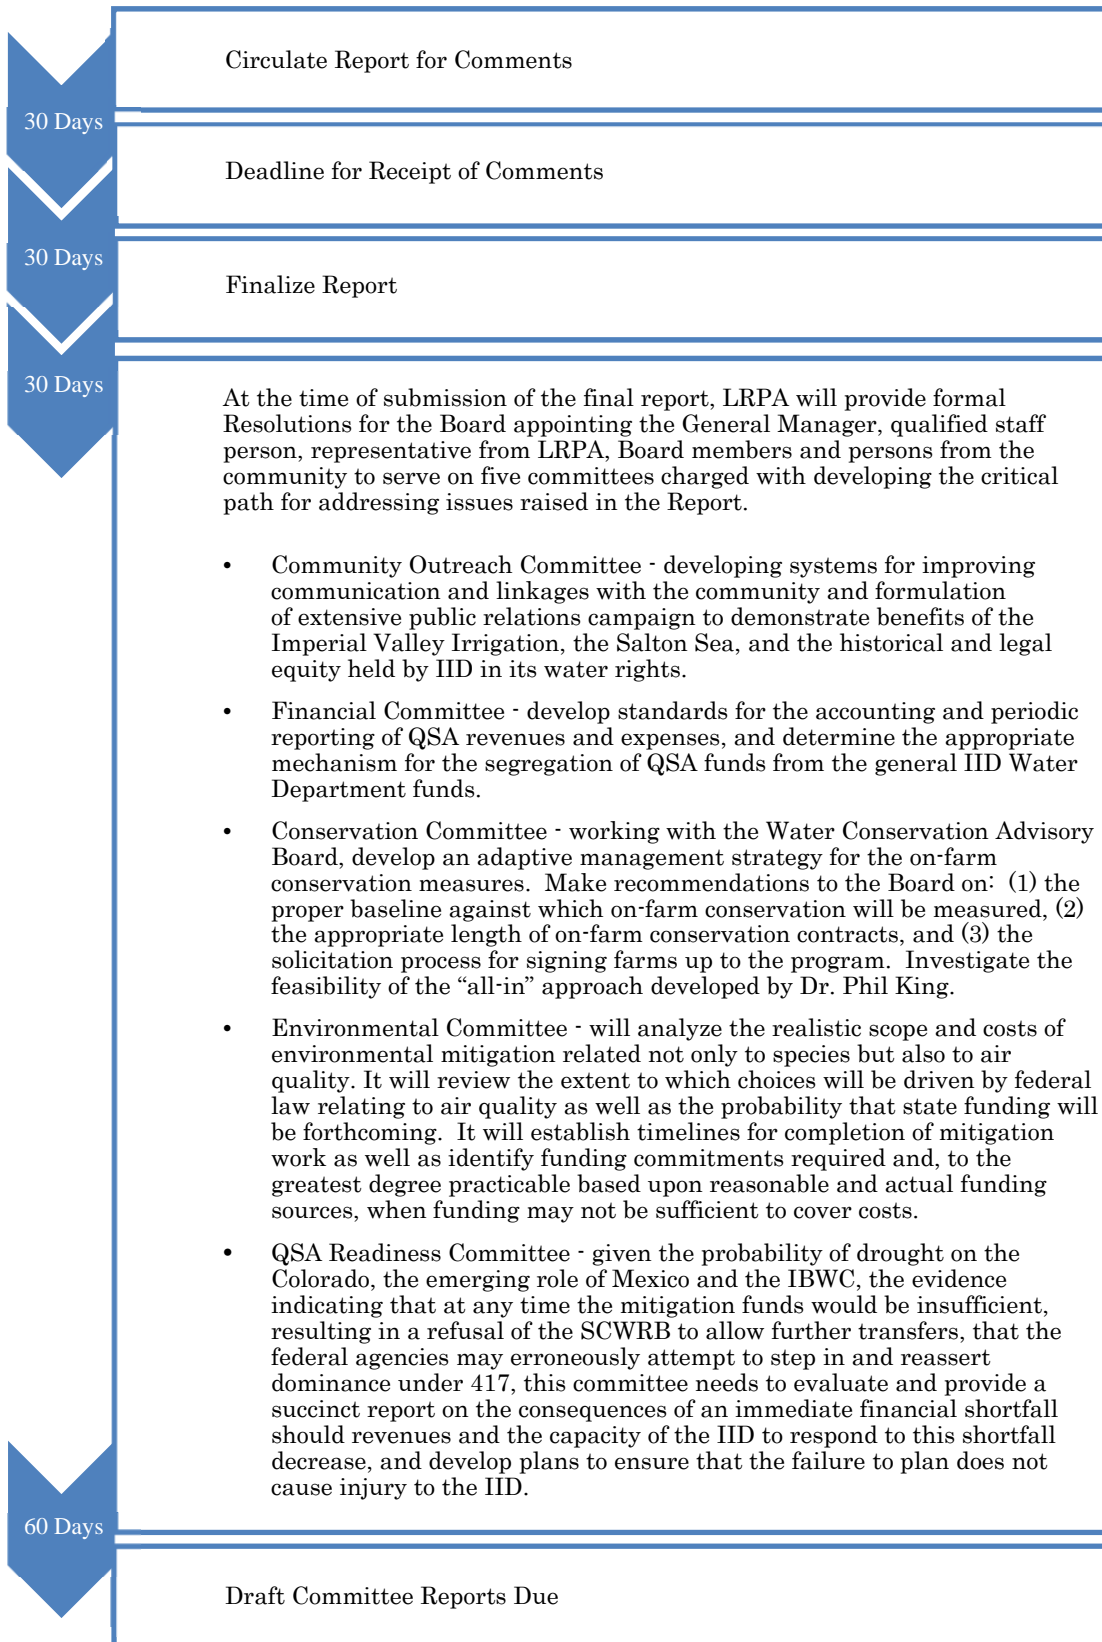 Circulate Report for Comments
30 Days
Deadline for Receipt of Comments
30 Days
Finalize Report
30 Days
At the time of submission of the final report, LRPA will provide formal
Resolutions for the Board appointing the General Manager, qualified staff
person, representative from LRPA, Board members and persons from the
community to serve on five committees charged with developing the critical
path for addressing issues raised in the Report.
• Community Outreach Committee - developing systems for improving
communication and linkages with the community and formulation
of extensive public relations campaign to demonstrate benefits of the
Imperial Valley Irrigation, the Salton Sea, and the historical and legal
equity held by IID in its water rights.
• Financial Committee - develop standards for the accounting and periodic
reporting of QSA revenues and expenses, and determine the appropriate
mechanism for the segregation of QSA funds from the general IID Water
Department funds.
• Conservation Committee - working with the Water Conservation Advisory
Board, develop an adaptive management strategy for the on-farm
conservation measures.  Make recommendations to the Board on:  (1) the
proper baseline against which on-farm conservation will be measured, (2)
the appropriate length of on-farm conservation contracts, and (3) the
solicitation process for signing farms up to the program.  Investigate the
feasibility of the “all-in” approach developed by Dr. Phil King.
• Environmental Committee - will analyze the realistic scope and costs of
environmental mitigation related not only to species but also to air
quality. It will review the extent to which choices will be driven by federal
law relating to air quality as well as the probability that state funding will
be forthcoming.  It will establish timelines for completion of mitigation
work as well as identify funding commitments required and, to the
greatest degree practicable based upon reasonable and actual funding
sources, when funding may not be sufficient to cover costs.
• QSA Readiness Committee - given the probability of drought on the
Colorado, the emerging role of Mexico and the IBWC, the evidence
indicating that at any time the mitigation funds would be insufficient,
resulting in a refusal of the SCWRB to allow further transfers, that the
federal agencies may erroneously attempt to step in and reassert
dominance under 417, this committee needs to evaluate and provide a
succinct report on the consequences of an immediate financial shortfall
should revenues and the capacity of the IID to respond to this shortfall
decrease, and develop plans to ensure that the failure to plan does not
cause injury to the IID.
60 Days
Draft Committee Reports Due